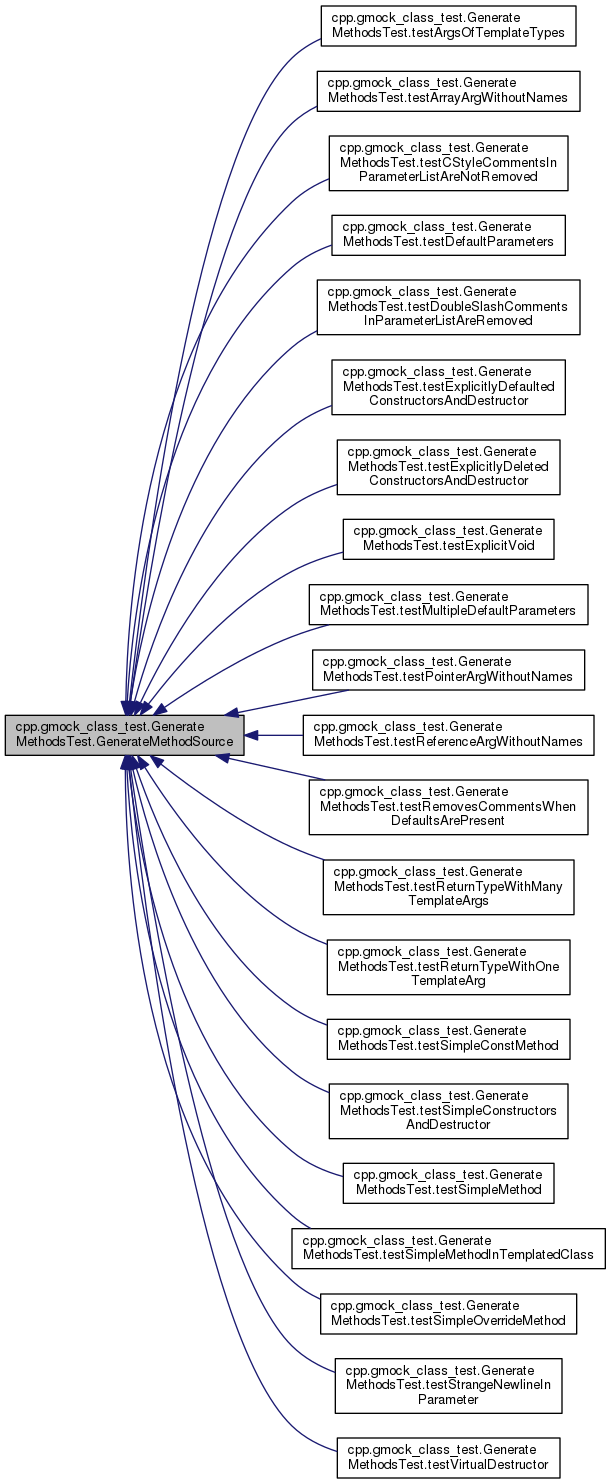 cpp.gmock_class_test.Generate
MethodsTest.testArgsOfTemplateTypes
cpp.gmock_class_test.Generate
MethodsTest.testArrayArgWithoutNames
cpp.gmock_class_test.Generate
MethodsTest.testCStyleCommentsIn
ParameterListAreNotRemoved
cpp.gmock_class_test.Generate
MethodsTest.testDefaultParameters
cpp.gmock_class_test.Generate
MethodsTest.testDoubleSlashComments
InParameterListAreRemoved
cpp.gmock_class_test.Generate
MethodsTest.testExplicitlyDefaulted
ConstructorsAndDestructor
cpp.gmock_class_test.Generate
MethodsTest.testExplicitlyDeleted
ConstructorsAndDestructor
cpp.gmock_class_test.Generate
MethodsTest.testExplicitVoid
cpp.gmock_class_test.Generate
MethodsTest.testMultipleDefaultParameters
cpp.gmock_class_test.Generate
MethodsTest.testPointerArgWithoutNames
cpp.gmock_class_test.Generate
MethodsTest.GenerateMethodSource
cpp.gmock_class_test.Generate
MethodsTest.testReferenceArgWithoutNames
cpp.gmock_class_test.Generate
MethodsTest.testRemovesCommentsWhen
DefaultsArePresent
cpp.gmock_class_test.Generate
MethodsTest.testReturnTypeWithMany
TemplateArgs
cpp.gmock_class_test.Generate
MethodsTest.testReturnTypeWithOne
TemplateArg
cpp.gmock_class_test.Generate
MethodsTest.testSimpleConstMethod
cpp.gmock_class_test.Generate
MethodsTest.testSimpleConstructors
AndDestructor
cpp.gmock_class_test.Generate
MethodsTest.testSimpleMethod
cpp.gmock_class_test.Generate
MethodsTest.testSimpleMethodInTemplatedClass
cpp.gmock_class_test.Generate
MethodsTest.testSimpleOverrideMethod
cpp.gmock_class_test.Generate
MethodsTest.testStrangeNewlineIn
Parameter
cpp.gmock_class_test.Generate
MethodsTest.testVirtualDestructor